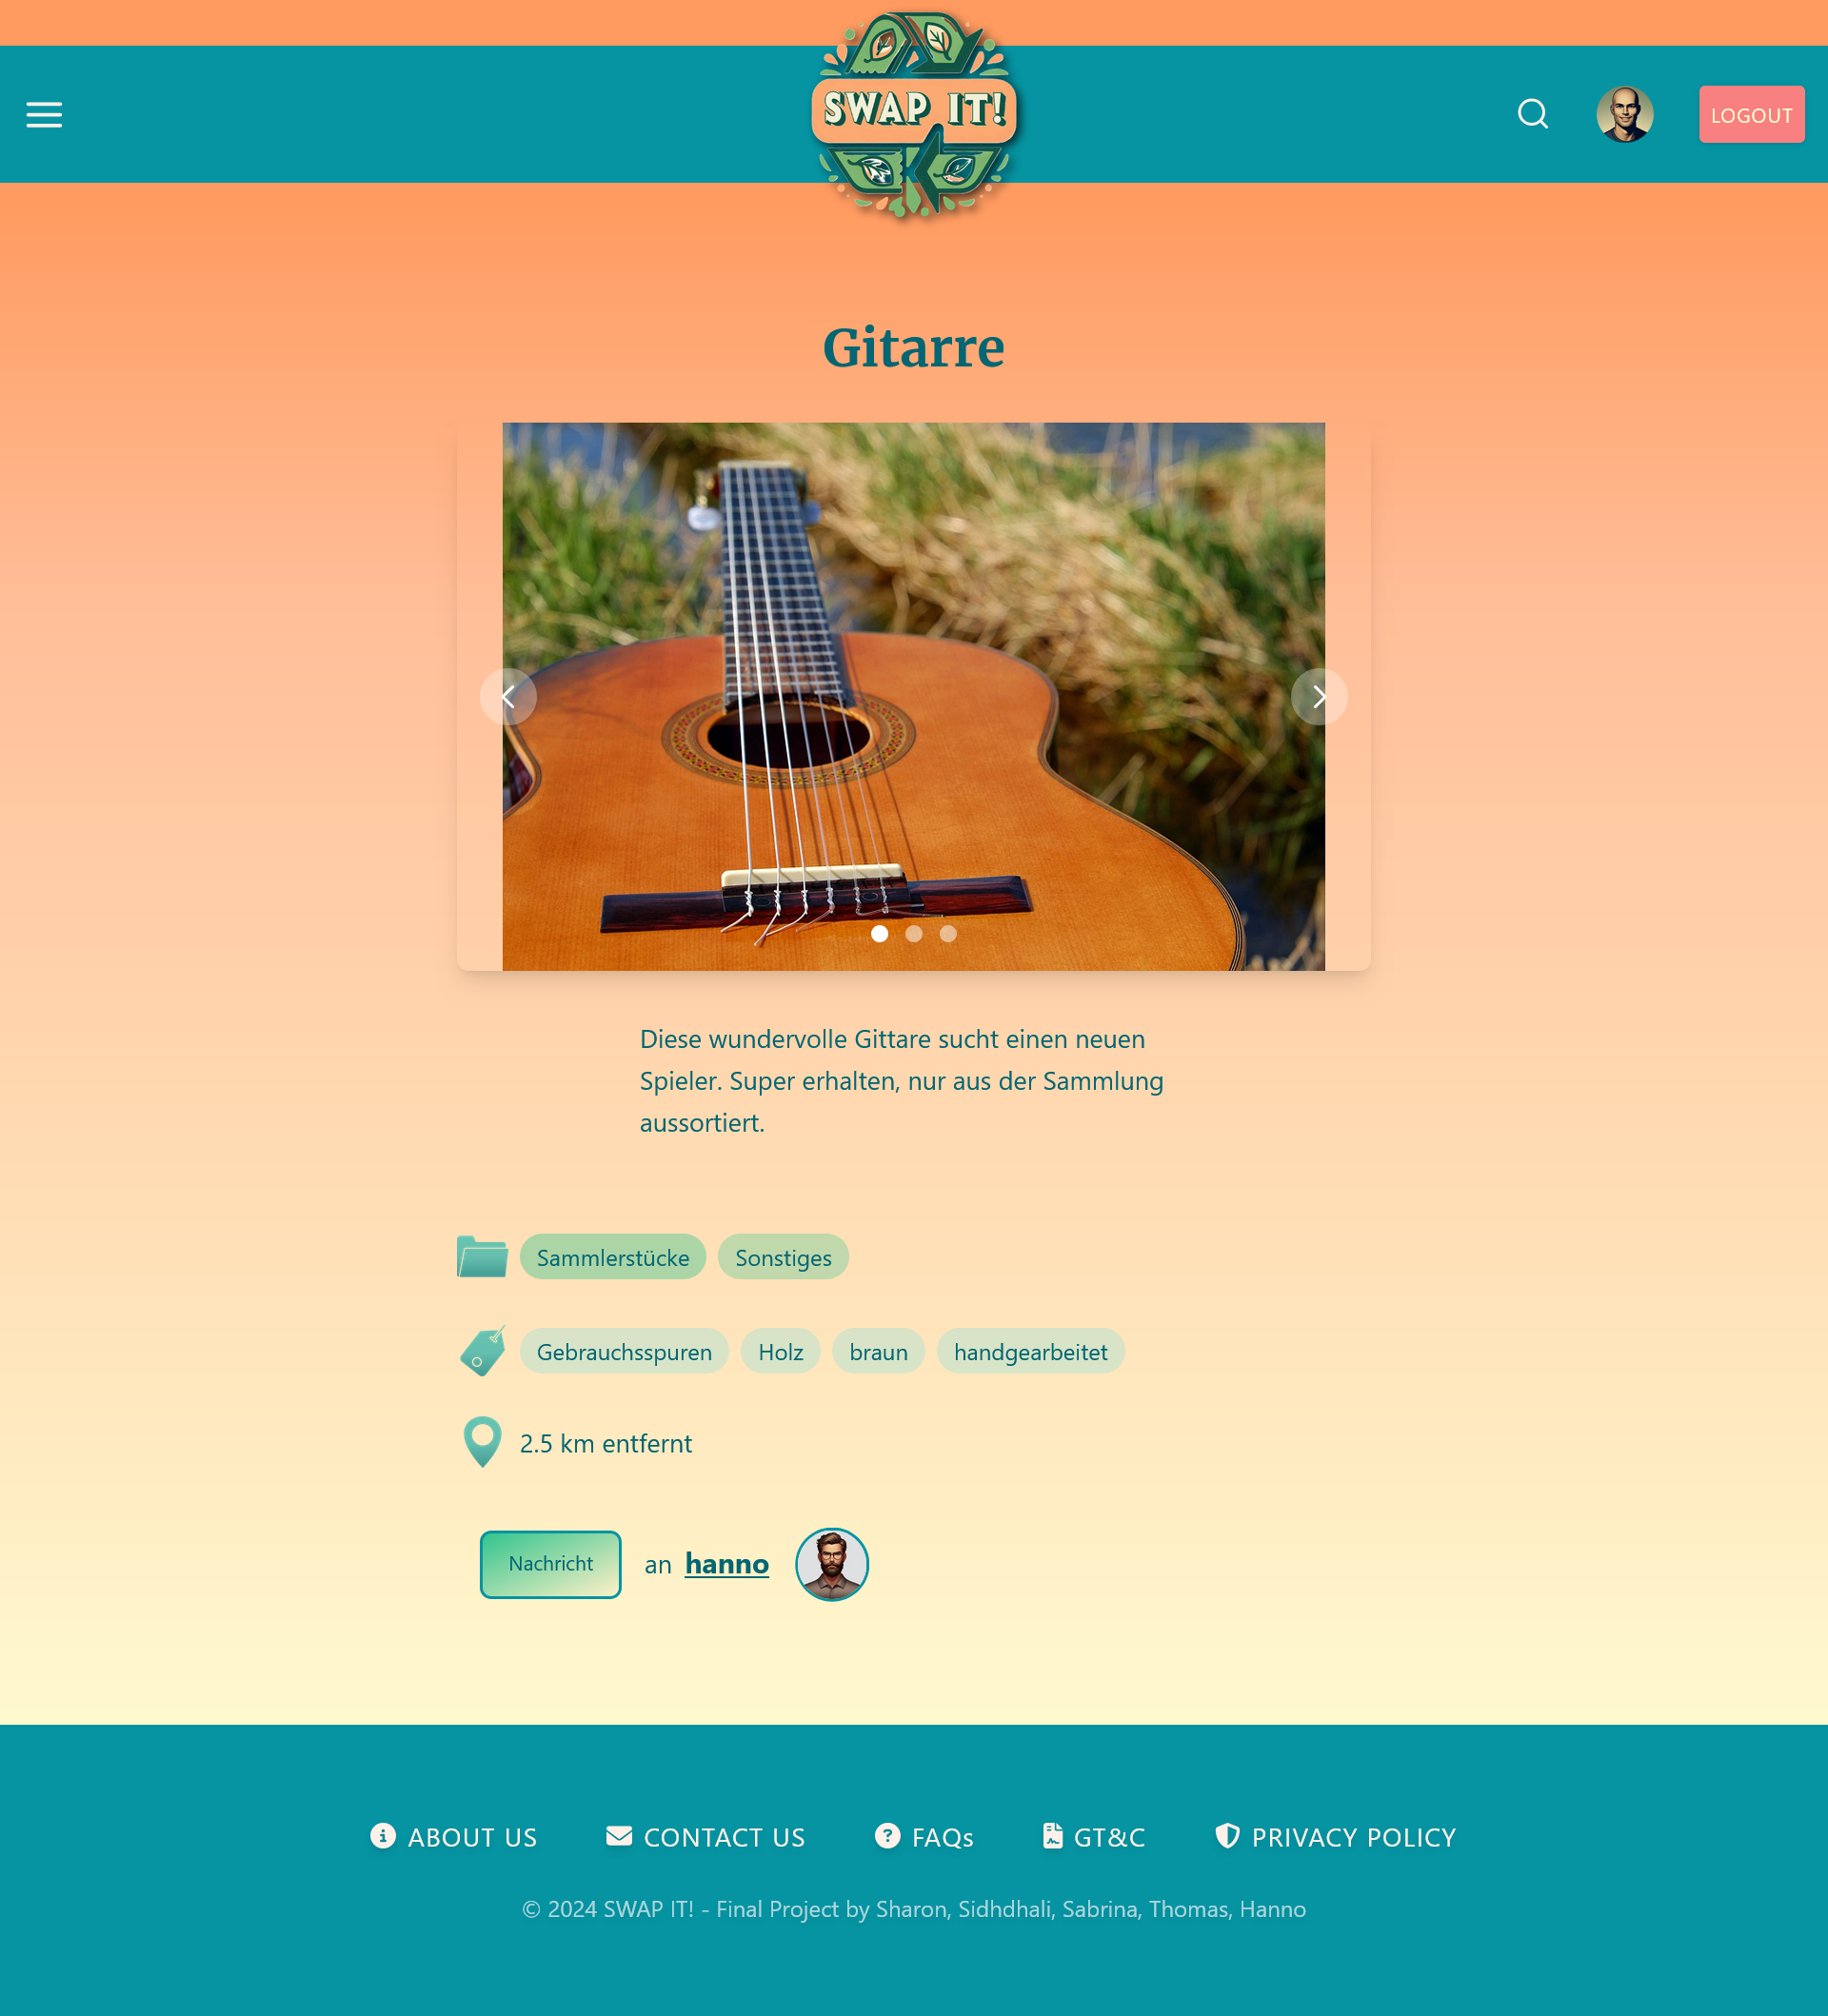 SWAP IT!
LOGOUT
Gitarre
Diese wundervolle Gittare sucht einen neuen
Spieler. Super erhalten, nur aus der Sammlung
aussortiert.
Sammlerstücke Sonstiges
Gebrauchsspuren Holz braun handgearbeitet
2.5 km entfernt
Nachricht an hanno
ABOUT US CONTACT US FAQs GT&C PRIVACY POLICY
© 2024 SWAP IT! - Final Project by Sharon, Sidhdhali, Sabrina, Thomas, Hanno